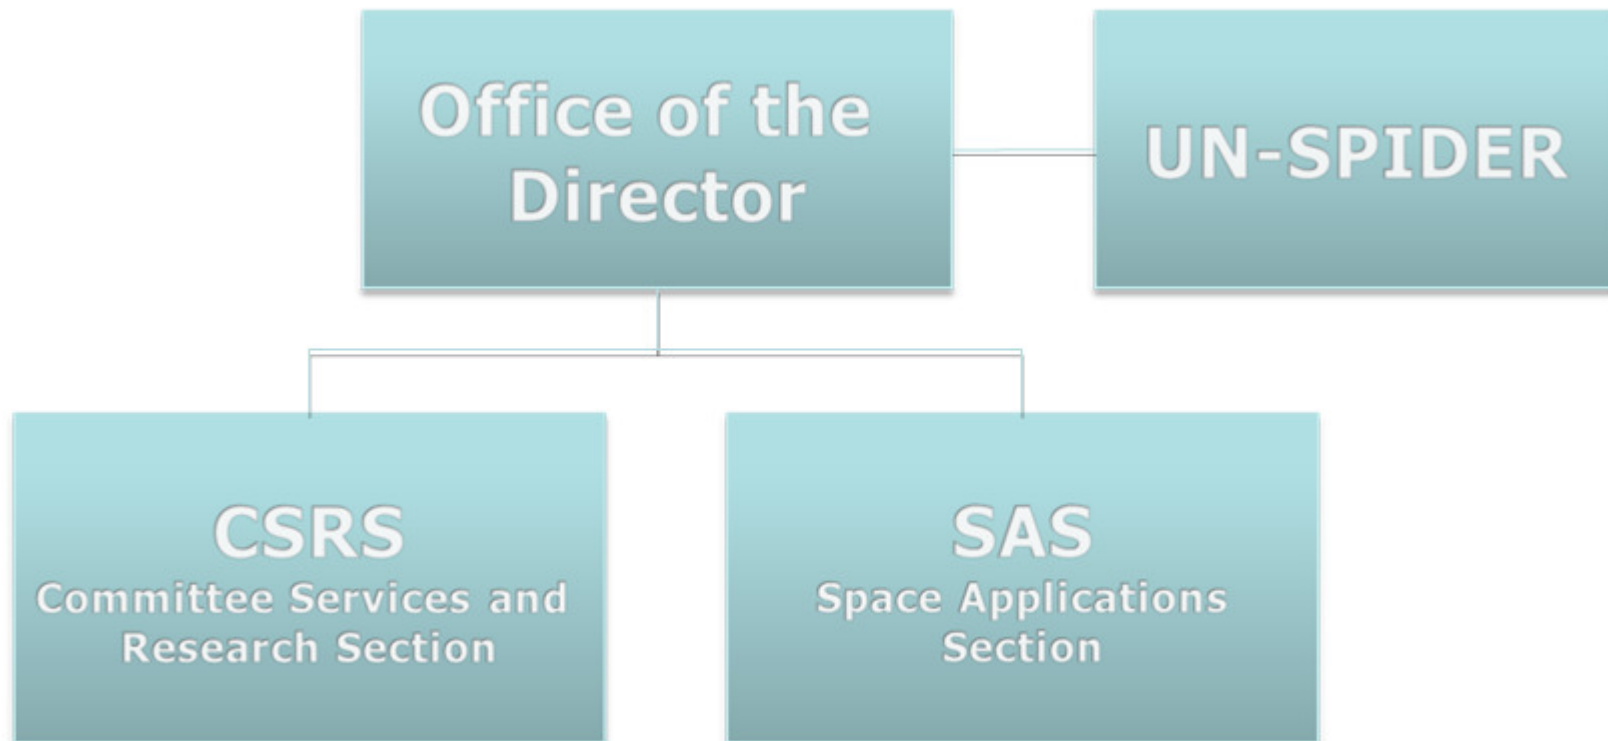 Office of the
Director
UN-SPIDER
CSRS
Committee Services and
Research Section
SAS
Space Applications
Section